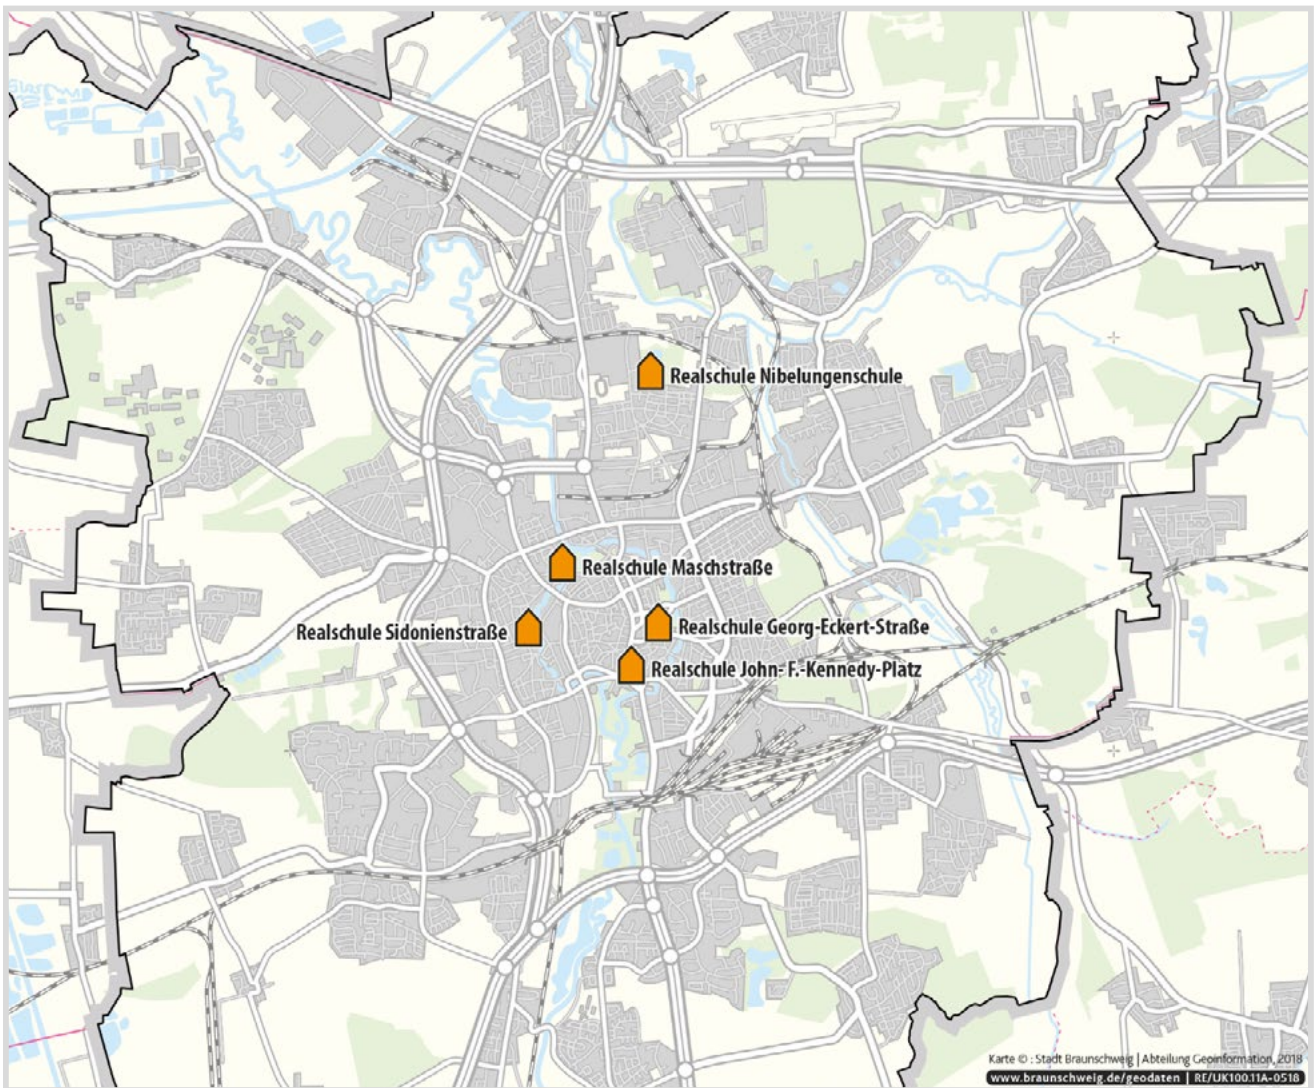 Realschule Nibelungenschule
Realschule Maschstraße
Realschule Sidonienstraße
Realschule Georg-Eckert-Straße
Realschule John- F.-Kennedy-Platz
Karte © : Stadt Braunschweig | Abteilung Geoinformation, 2018
www.braunschweig.de/geodaten | RE/UK100.11A-0518